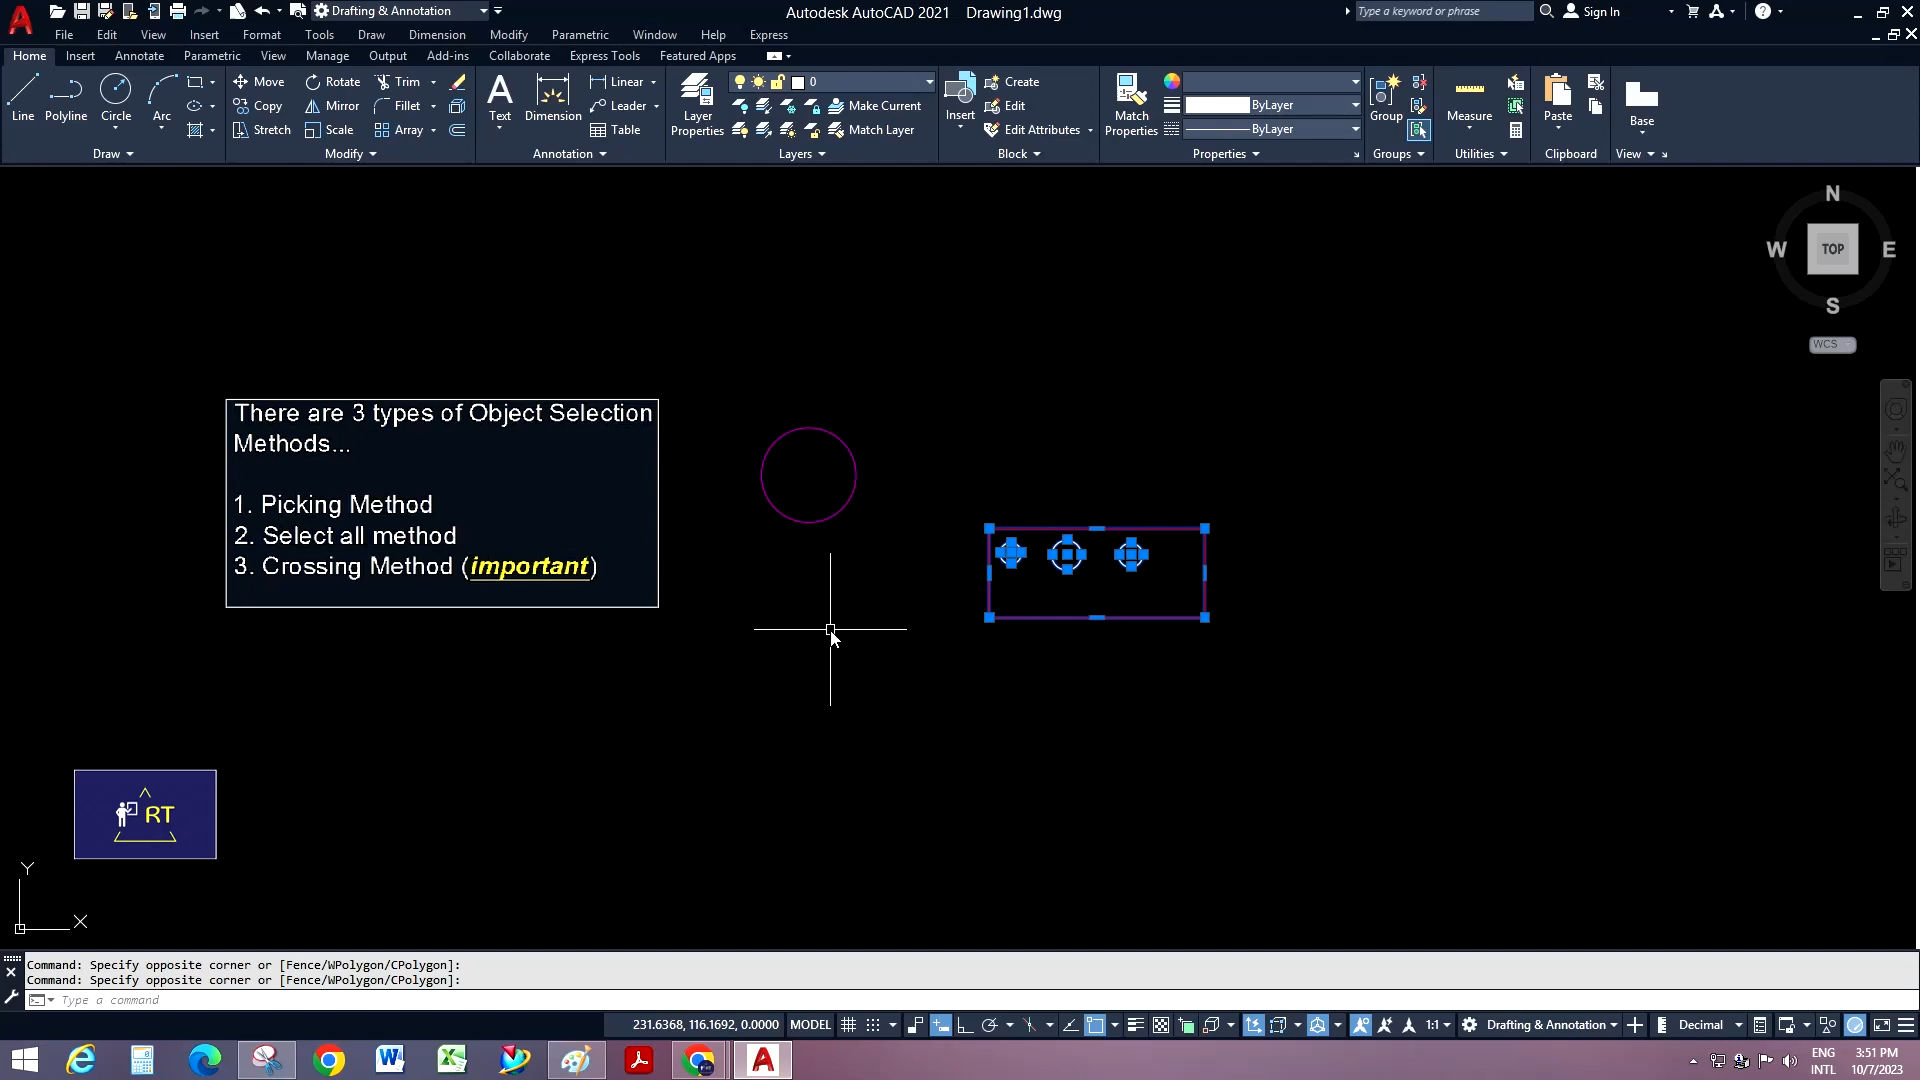 Drafting & Annotation
Autodesk AutoCAD 2021 Drawing1.dwg
Type a keyword or phrase
Sign In
File Edit View Insert Format Tools Draw Dimension Modify Parametric Window Help Express
Home Insert Annotate Parametric View Manage Output Add-ins Collaborate Express Tools Featured Apps
Line Polyline Circle Arc
Move Rotate Trim
Copy Mirror Fillet
Stretch Scale Array
Text Dimension
Linear
Leader
Table
Layer Properties
0
Make Current
Match Layer
Insert
Create
Edit
Edit Attributes
Match Properties
ByLayer
ByLayer
Group
Measure
Paste
Base
Draw Modify Annotation Layers Block Properties Groups Utilities Clipboard View
N
W TOP E
S
WCS
There are 3 types of Object Selection
Methods...
1. Picking Method
2. Select all method
3. Crossing Method (important)
RT
Y
X
Command: Specify opposite corner or [Fence/WPolygon/CPolygon]:
Command: Specify opposite corner or [Fence/WPolygon/CPolygon]:
Type a command
231.6368, 116.1692, 0.0000 MODEL 1:1 Drafting & Annotation Decimal
ENG 3:51 PM
INTL 10/7/2023